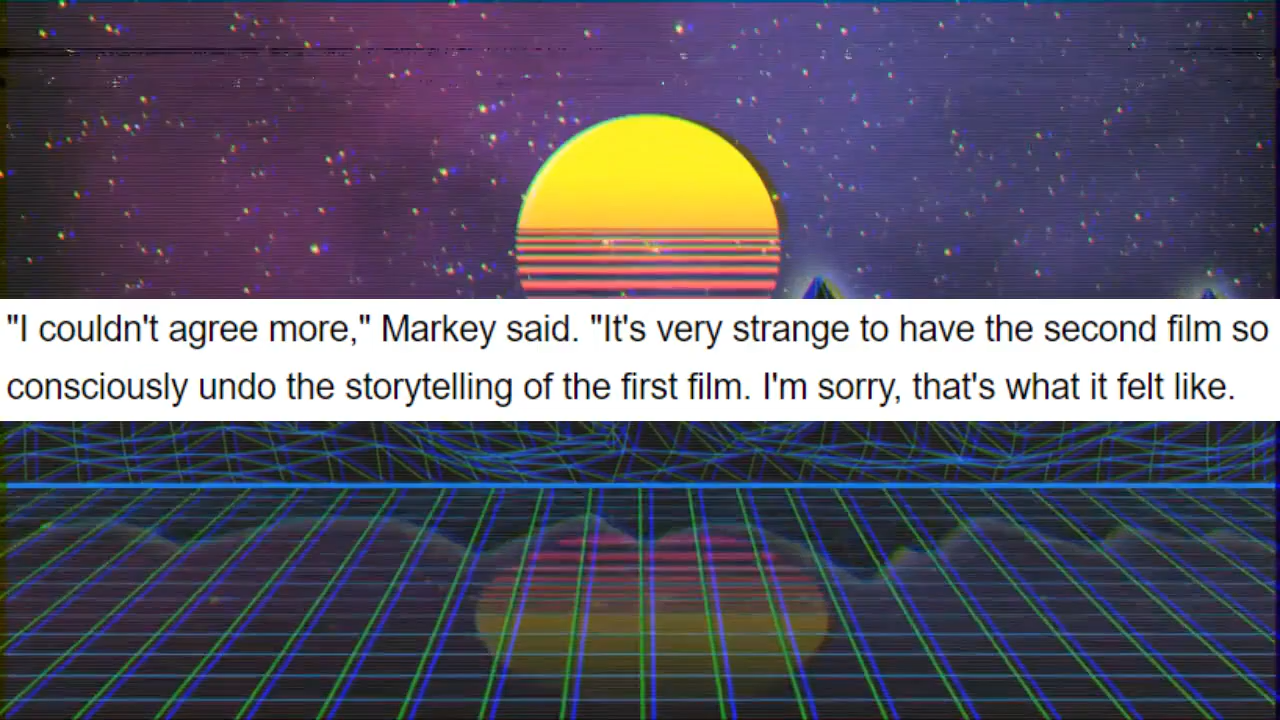 "I couldn't agree more," Markey said. "It's very strange to have the second film so
consciously undo the storytelling of the first film. I'm sorry, that's what it felt like.